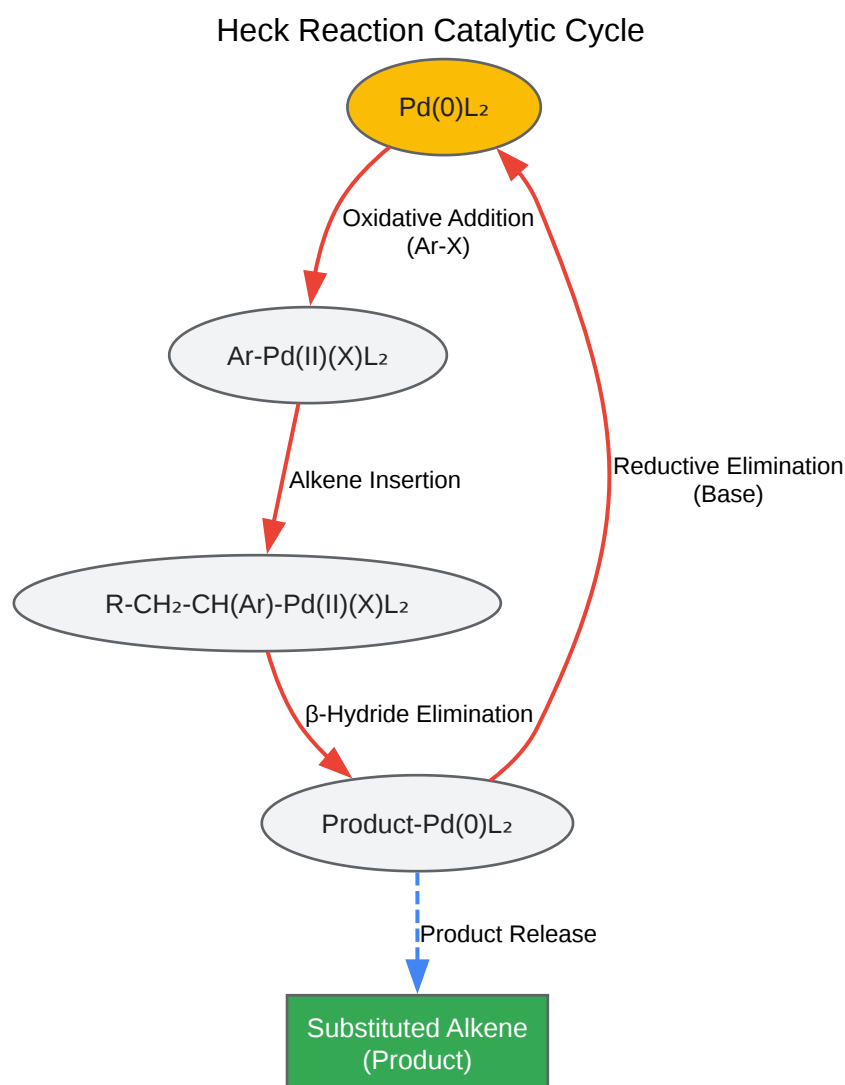 Heck Reaction Catalytic Cycle
Pd(0)L₂
Oxidative Addition
(Ar-X)
Ar-Pd(II)(X)L₂
Alkene Insertion
Reductive Elimination
(Base)
R-CH₂-CH(Ar)-Pd(II)(X)L₂
β-Hydride Elimination
Product-Pd(0)L₂
Product Release
Substituted Alkene
(Product)